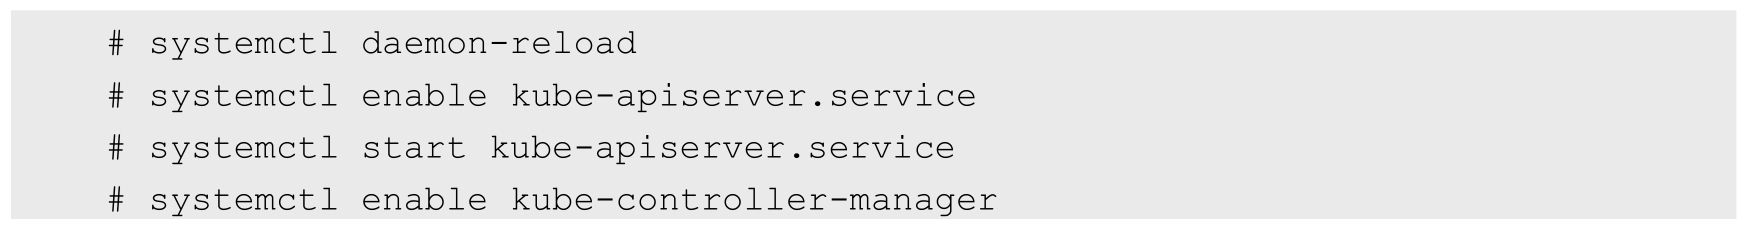 # systemctl daemon-reload
# systemctl enable kube-apiserver.service
# systemctl start kube-apiserver.service
# systemctl enable kube-controller-manager